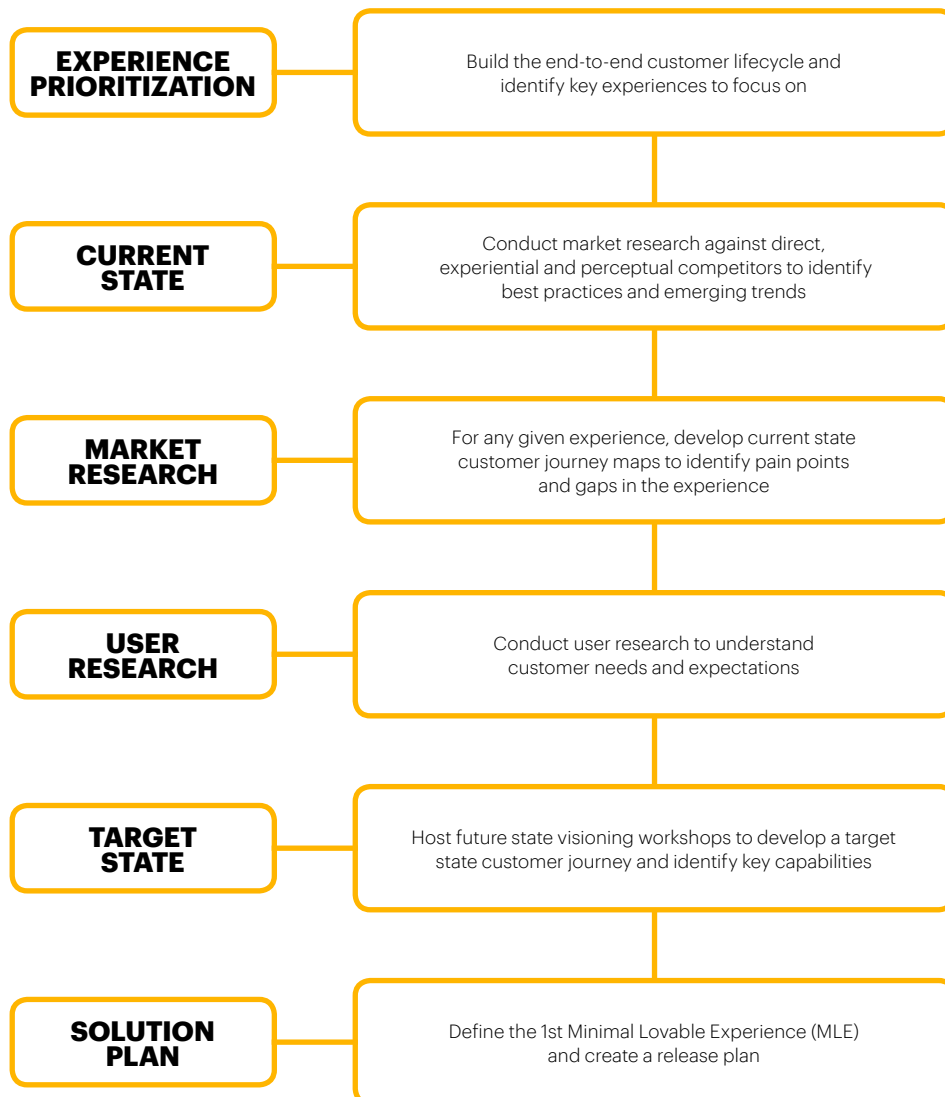 EXPERIENCE
PRIORITIZATION
Build the end-to-end customer lifecycle and
identify key experiences to focus on
CURRENT
STATE
Conduct market research against direct,
experiential and perceptual competitors to identify
best practices and emerging trends
MARKET
RESEARCH
For any given experience, develop current state
customer journey maps to identify pain points
and gaps in the experience
USER
RESEARCH
Conduct user research to understand
customer needs and expectations
TARGET
STATE
Host future state visioning workshops to develop a target
state customer journey and identify key capabilities
SOLUTION
PLAN
Define the 1st Minimal Lovable Experience (MLE)
and create a release plan